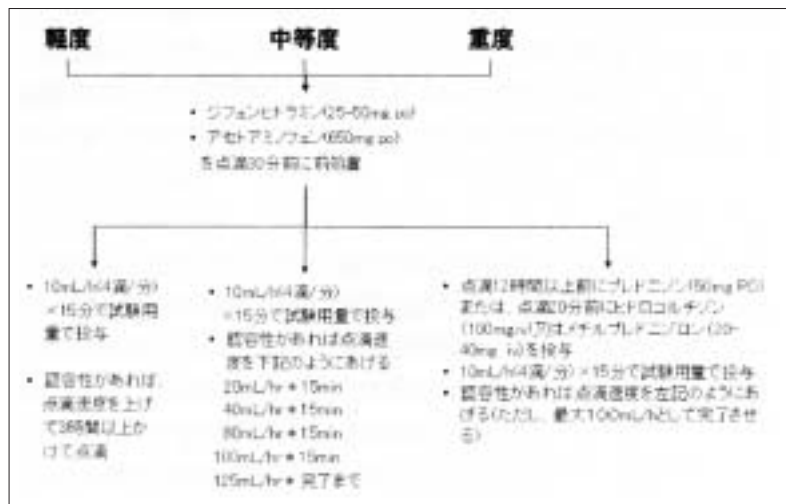 軽度 中等度 重度
• ジフェンヒドラミン(25-50mg po)
• アセトアミノフェン(650mg po)
を点滴30分前に前処置
• 10mL/h(4滴/分)
×15分で試験用
量で投与
• 認容性があれば、
点滴速度を上げ
て3時間以上か
けて点滴
• 10mL/h(4滴/分)
×15分で試験用量で投与
• 認容性があれば点滴速
度を下記のようにあげる
20mL/hr * 15min
40mL/hr * 15min
80mL/hr * 15min
100mL/hr * 15min
125mL/hr * 完了まで
• 点滴12時間以上前にプレドニゾン(50mg PO)
または、点滴20分前にヒドロコルチゾン
(100mg iv)又はメチルプレドニゾロン(20-
40mg iv)を投与
• 10mL/h(4滴/分)×15分で試験用量で投与
• 認容性があれば点滴速度を左記のようにあ
げる(ただし、最大100mL/hとして完了させ
る)